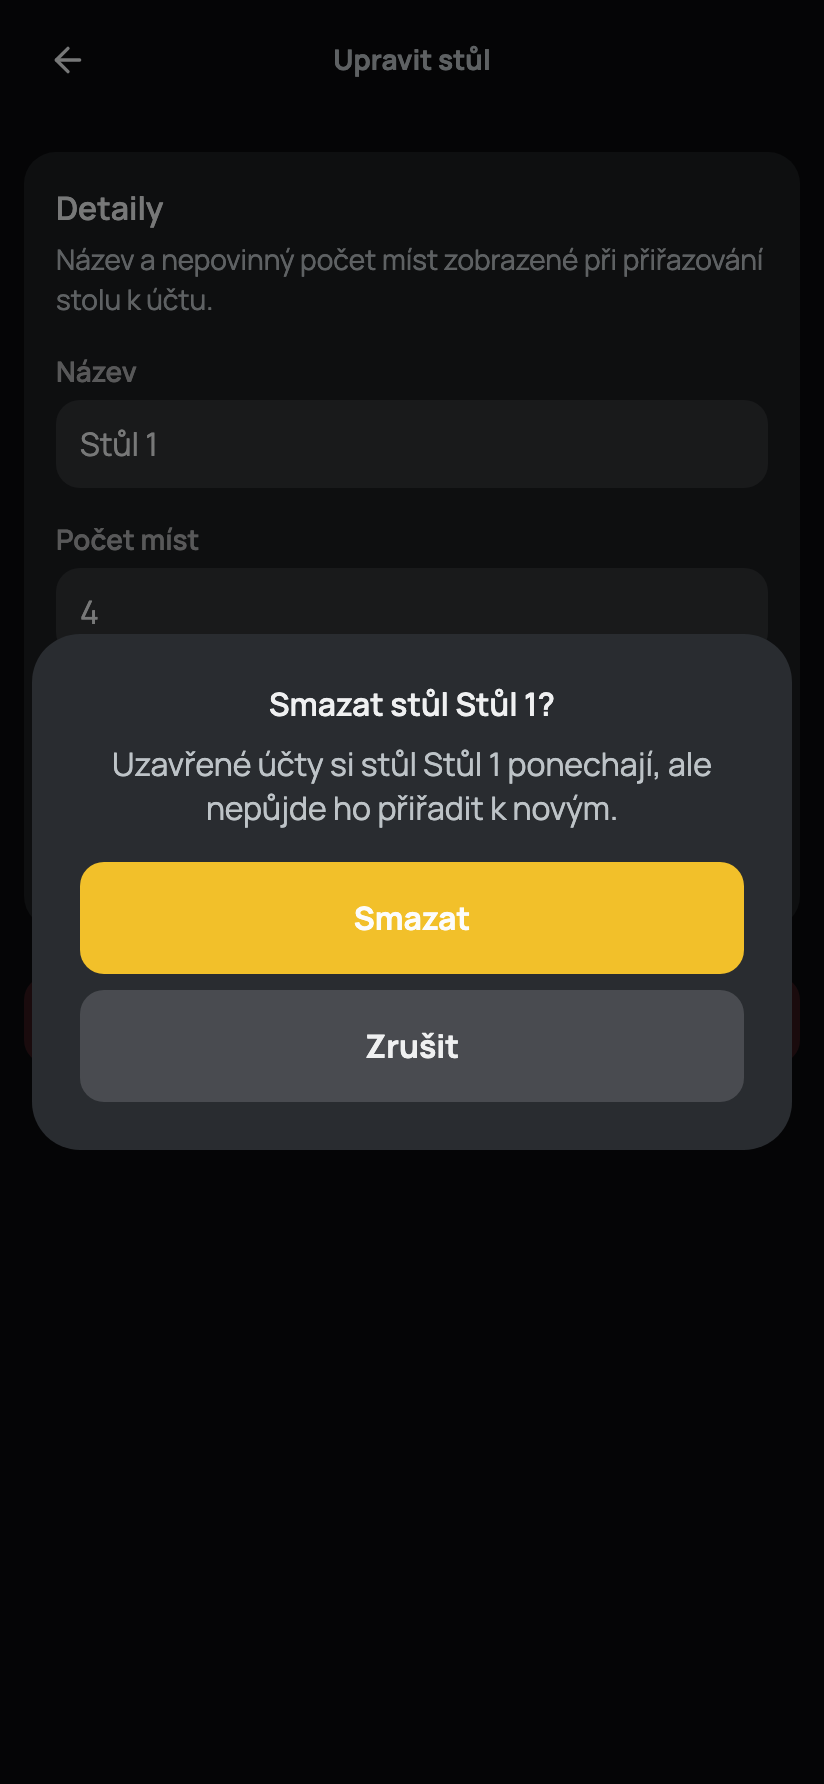 Upravit stůl
Detaily
Název a nepovinný počet míst zobrazené při přiřazování
stolu k účtu.
Název
Stůl 1
Počet míst
4
Smazat stůl Stůl 1?
Uzavřené účty si stůl Stůl 1 ponechají, ale
nepůjde ho přiřadit k novým.
Smazat
Zrušit